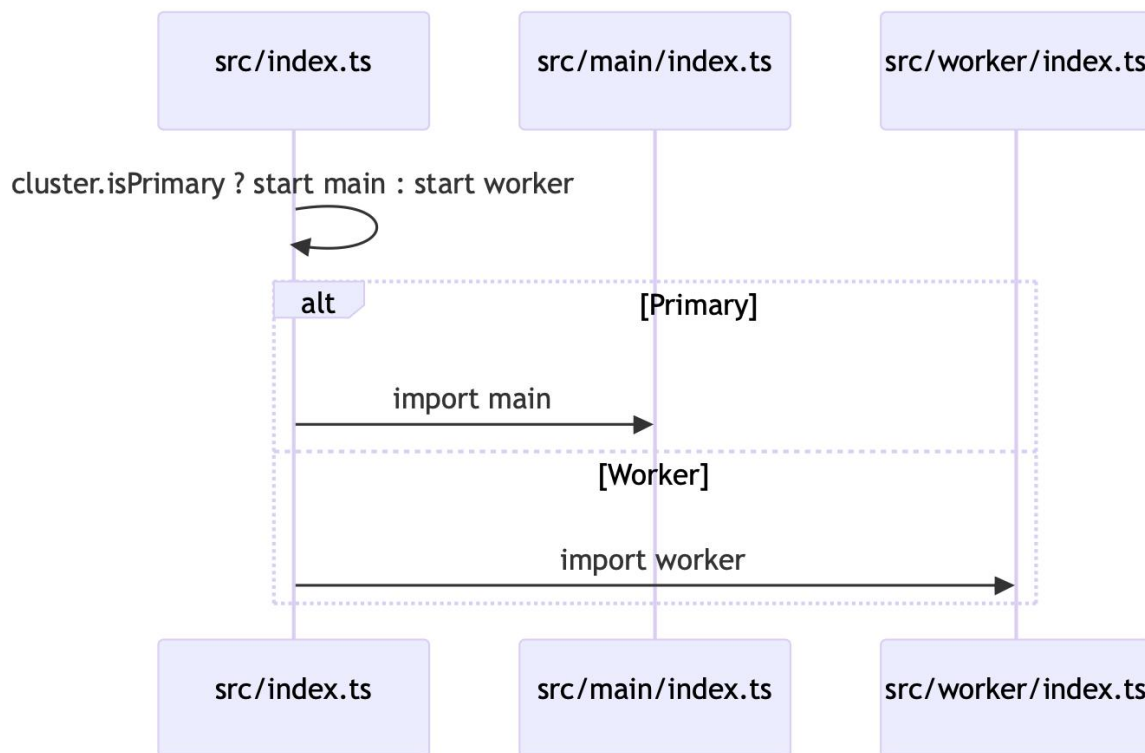 src/index.ts
src/main/index.ts
src/worker/index.ts
cluster.isPrimary ? start main : start worker
alt
[Primary]
import main
[Worker]
import worker
src/index.ts
src/main/index.ts
src/worker/index.ts